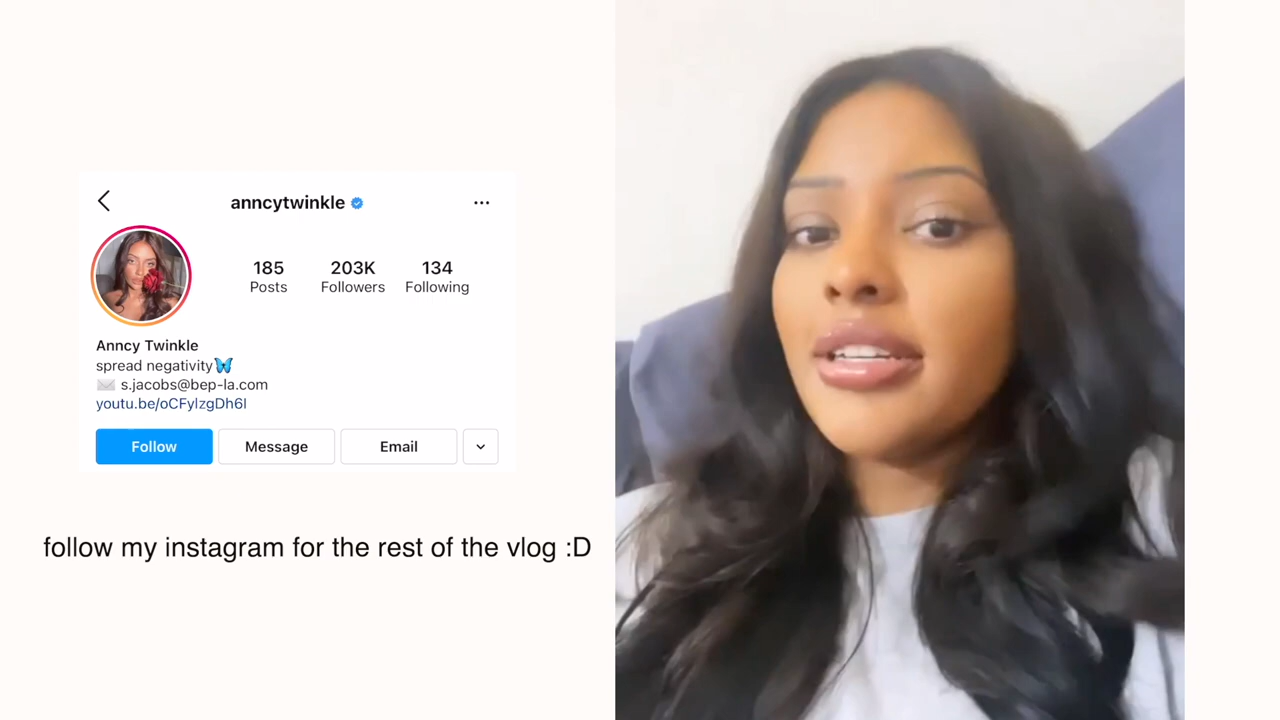 anncytwinkle
185 203K 134
Posts Followers Following
Anncy Twinkle
spread negativity
s.jacobs@bep-la.com
youtu.be/oCFylzgDh6I
Follow Message Email
follow my instagram for the rest of the vlog :D